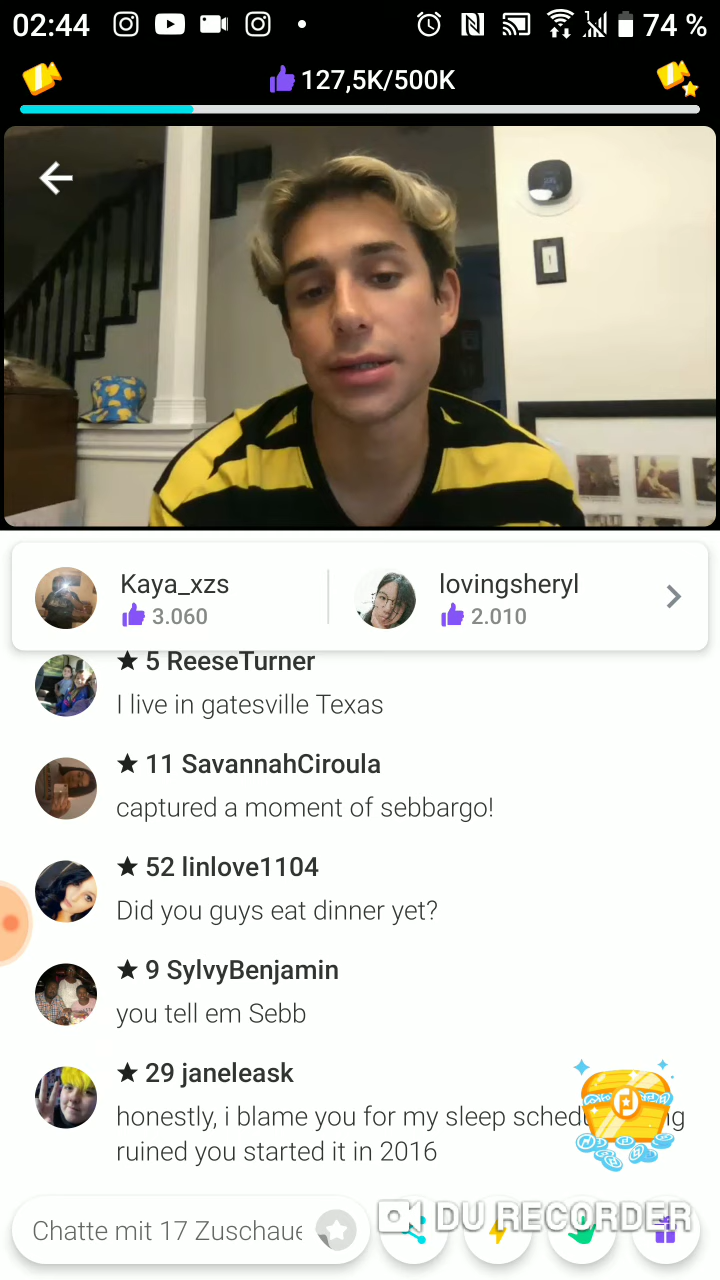 02:44
74 %
127,5K/500K
Kaya_xzs
3.060
lovingsheryl
2.010
★ 5 ReeseTurner
I live in gatesville Texas
★ 11 SavannahCiroula
captured a moment of sebbargo!
★ 52 linlove1104
Did you guys eat dinner yet?
★ 9 SylvyBenjamin
you tell em Sebb
★ 29 janeleask
honestly, i blame you for my sleep
ruined you started it in 2016
Chatte mit 17
DU RECORDER